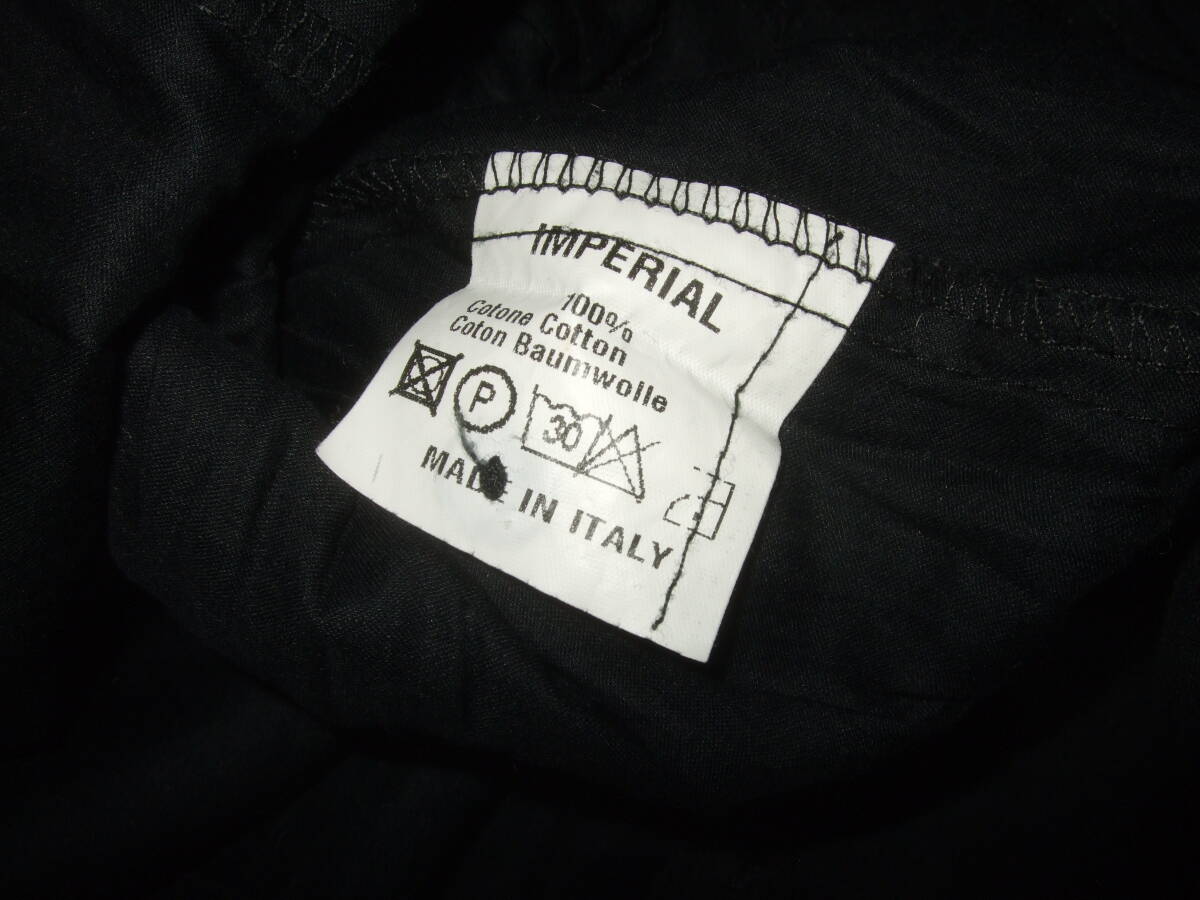 IMPERIAL
100%
Cotone Cotton
Coton Baumwolle
P 30
MADE IN ITALY